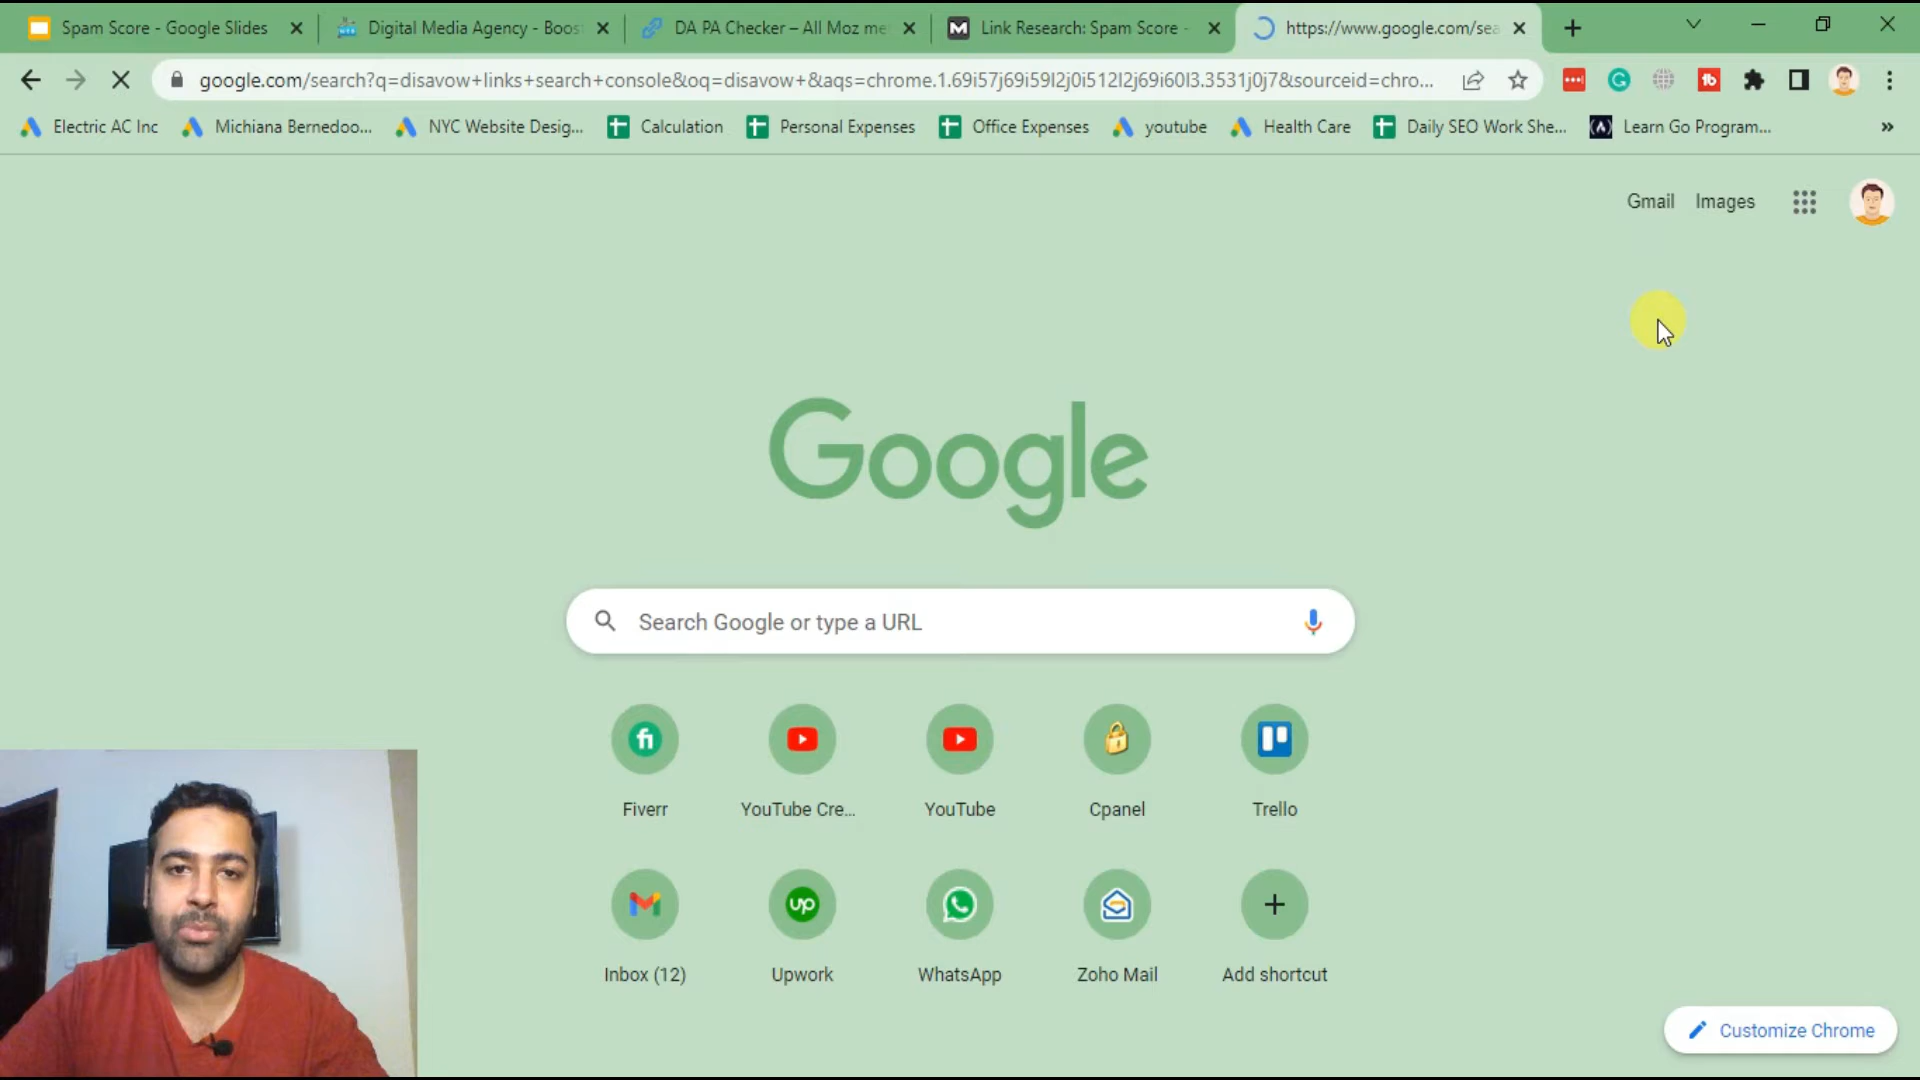 Spam Score - Google Slides
Digital Media Agency - Boos
DA PA Checker – All Moz me
Link Research: Spam Score -
https://www.google.com/sea
google.com/search?q=disavow+links+search+console&oq=disavow+&aqs=chrome.1.69i57j69i59l2j0i512l2j69i60l3.3531j0j7&sourceid=chro...
Electric AC Inc
Michiana Bernedoo...
NYC Website Desig...
Calculation
Personal Expenses
Office Expenses
youtube
Health Care
Daily SEO Work She...
Learn Go Program...
»
Gmail
Images
Google
Search Google or type a URL
Fiverr
YouTube Cre...
YouTube
Cpanel
Trello
Inbox (12)
Upwork
WhatsApp
Zoho Mail
Add shortcut
Customize Chrome